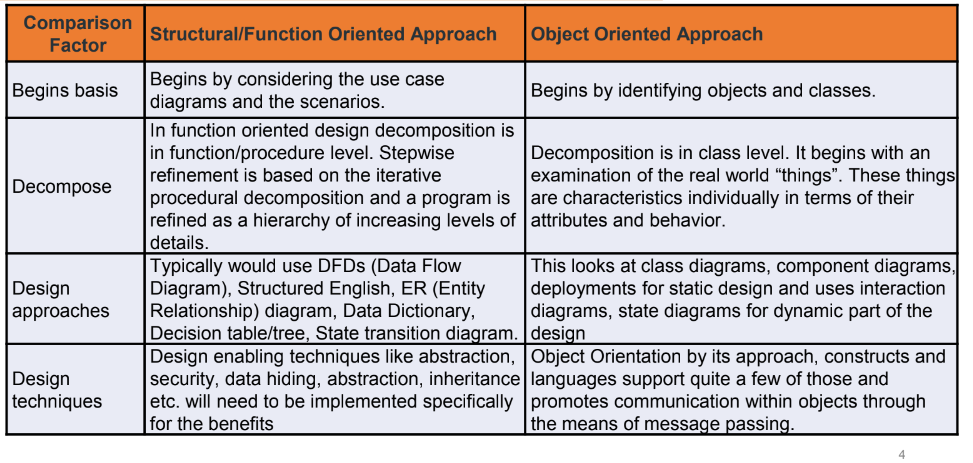 Comparison
Factor
Structural/Function Oriented Approach
Object Oriented Approach
Begins basis
Begins by considering the use case
diagrams and the scenarios.
Begins by identifying objects and classes.
Decompose
In function oriented design decomposition is
in function/procedure level. Stepwise
refinement is based on the iterative
procedural decomposition and a program is
refined as a hierarchy of increasing levels of
details.
Decomposition is in class level. It begins with an
examination of the real world “things”. These things
are characteristics individually in terms of their
attributes and behavior.
Design
approaches
Typically would use DFDs (Data Flow
Diagram), Structured English, ER (Entity
Relationship) diagram, Data Dictionary,
Decision table/tree, State transition diagram.
This looks at class diagrams, component diagrams,
deployments for static design and uses interaction
diagrams, state diagrams for dynamic part of the
design
Design
techniques
Design enabling techniques like abstraction,
security, data hiding, abstraction, inheritance
etc. will need to be implemented specifically
for the benefits
Object Orientation by its approach, constructs and
languages support quite a few of those and
promotes communication within objects through
the means of message passing.
4